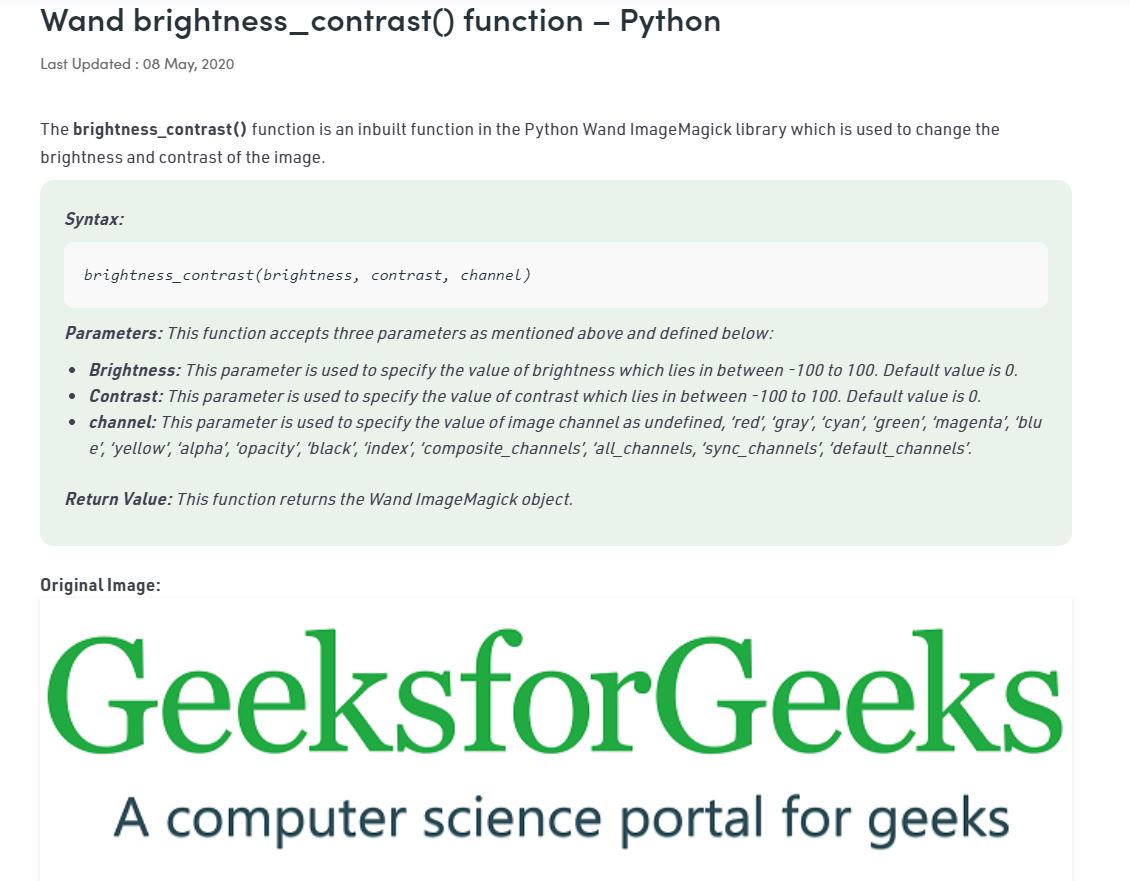 Wand brightness_contrast() function – Python
Last Updated : 08 May, 2020
The brightness_contrast() function is an inbuilt function in the Python Wand ImageMagick library which is used to change the
brightness and contrast of the image.
Syntax:
brightness_contrast(brightness, contrast, channel)
Parameters: This function accepts three parameters as mentioned above and defined below:
• Brightness: This parameter is used to specify the value of brightness which lies in between -100 to 100. Default value is 0.
• Contrast: This parameter is used to specify the value of contrast which lies in between -100 to 100. Default value is 0.
• channel: This parameter is used to specify the value of image channel as undefined, ‘red’, ‘gray’, ‘cyan’, ‘green’, ‘magenta’, ‘blu
e’, ‘yellow’, ‘alpha’, ‘opacity’, ‘black’, ‘index’, ‘composite_channels’, ‘all_channels, ‘sync_channels’, ‘default_channels’.
Return Value: This function returns the Wand ImageMagick object.
Original Image:
GeeksforGeeks
A computer science portal for geeks